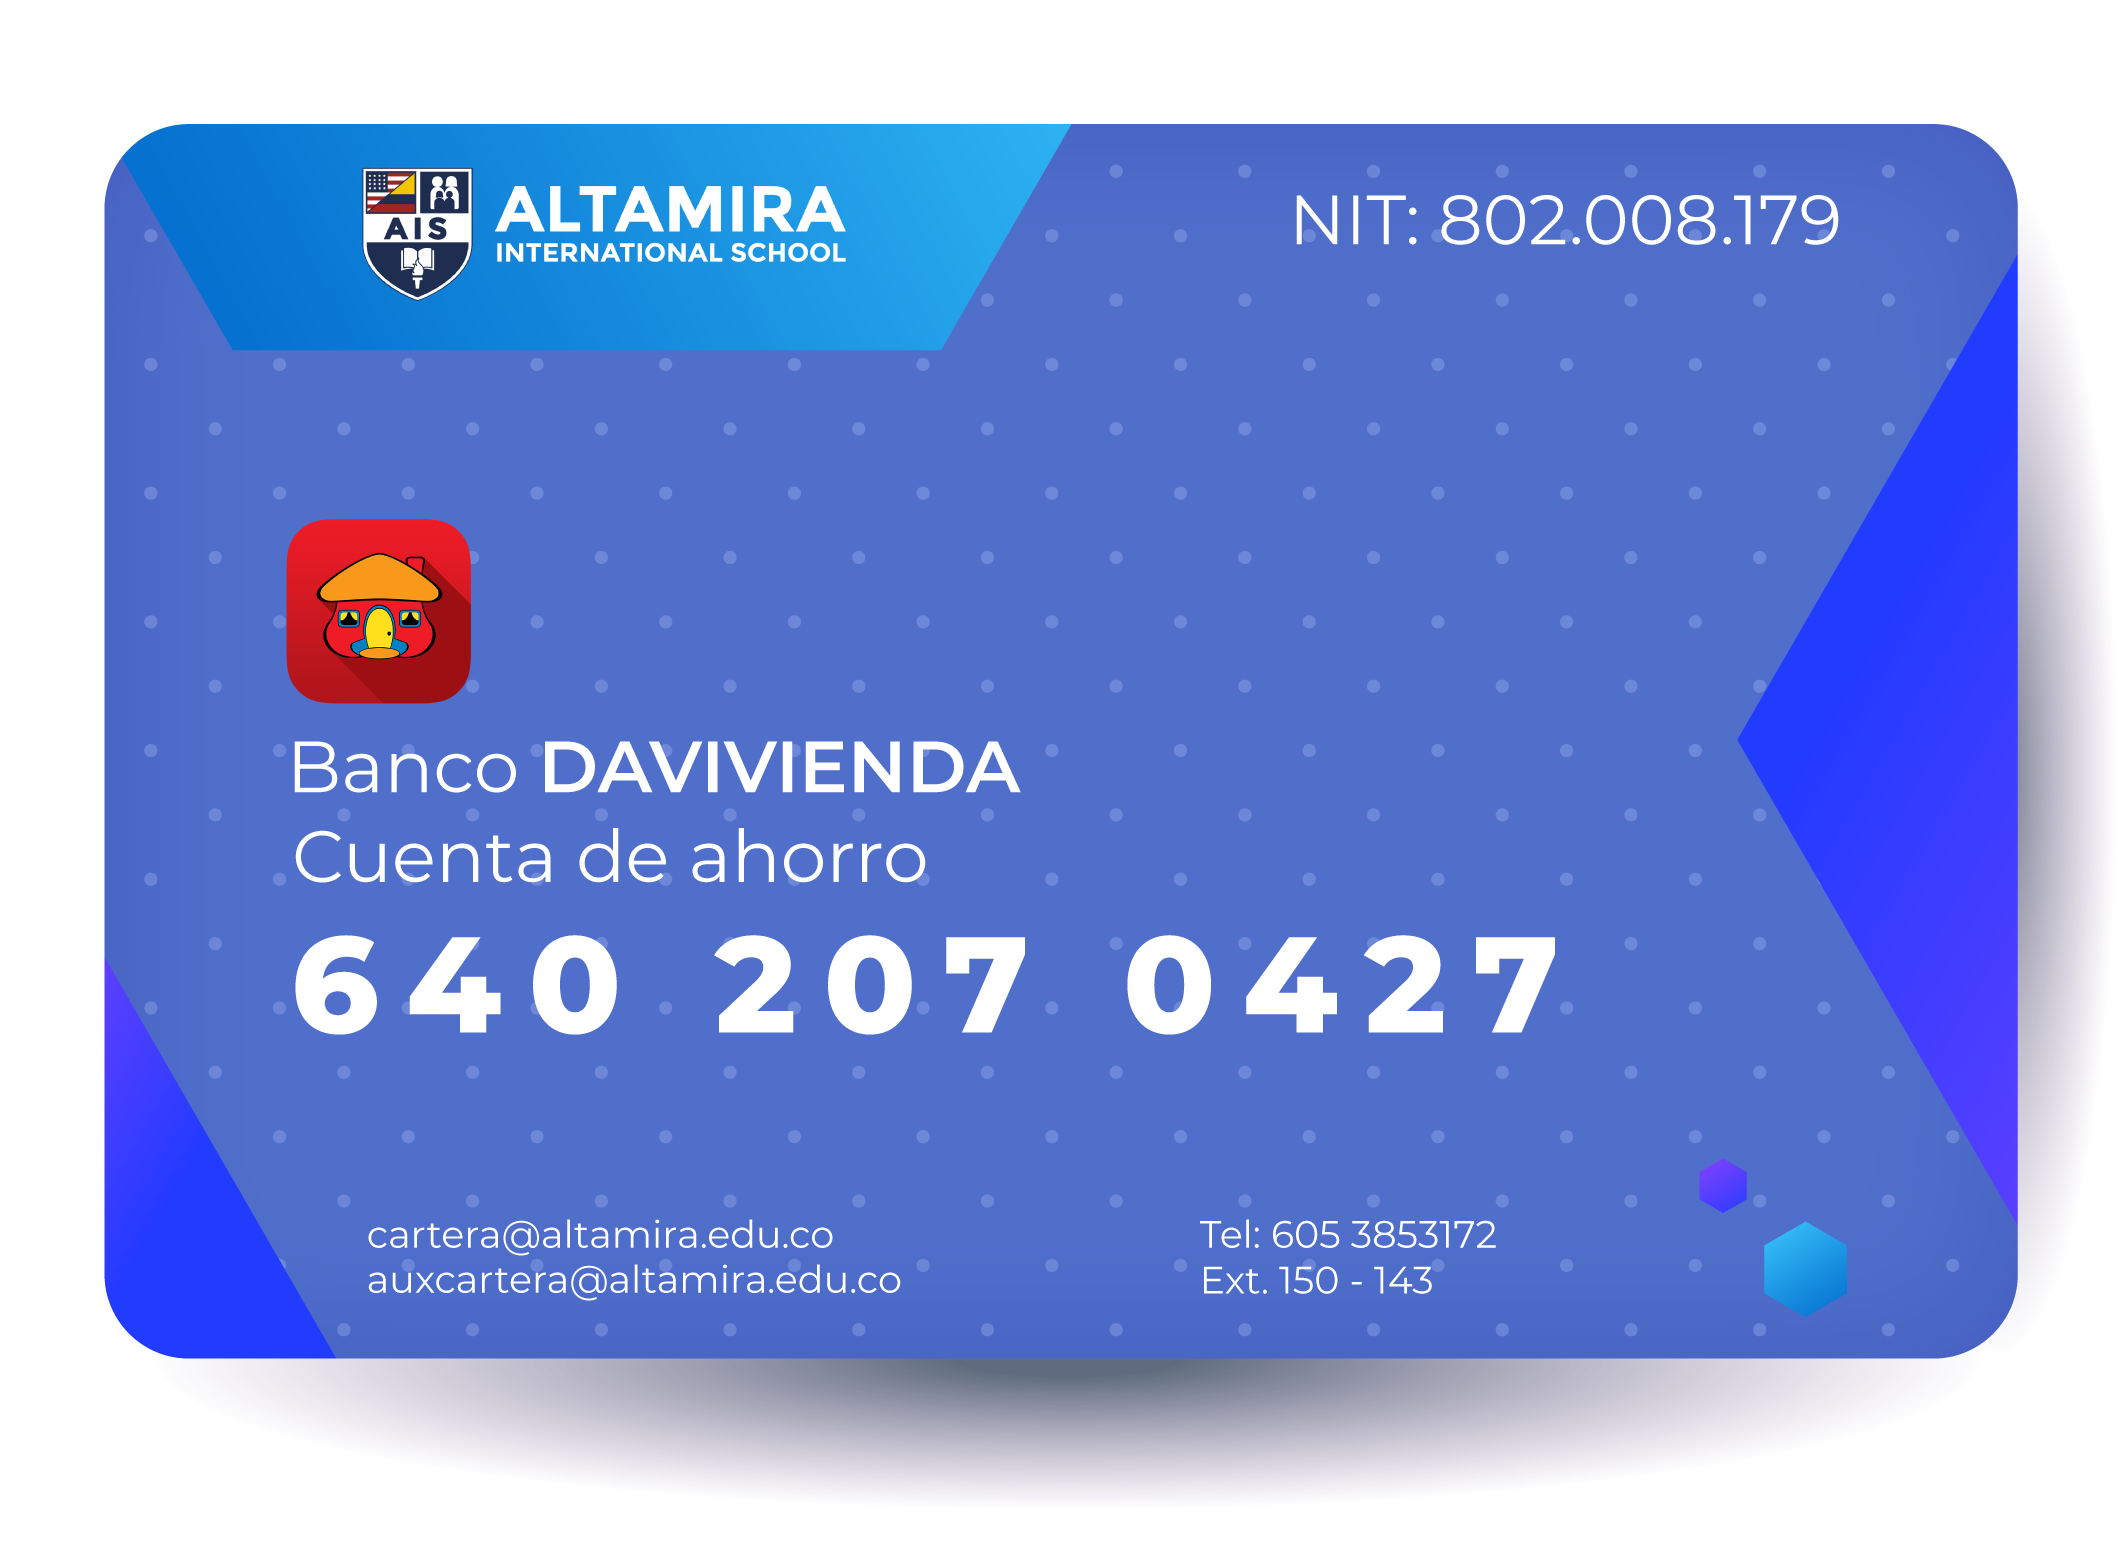 AIS
ALTAMIRA
INTERNATIONAL SCHOOL
NIT: 802.008.179
Banco DAVIVIENDA
Cuenta de ahorro
640 207 0427
cartera@altamira.edu.co
auxcartera@altamira.edu.co
Tel: 605 3853172
Ext. 150 - 143